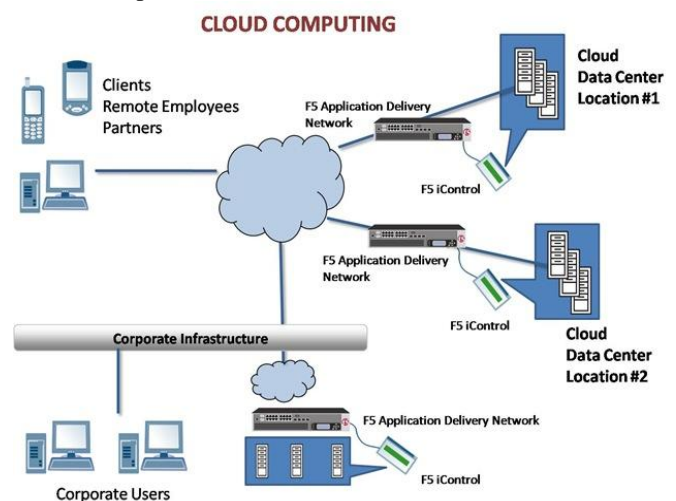 CLOUD COMPUTING
Clients
Remote Employees
Partners
F5 Application Delivery
Network
F5 iControl
Cloud
Data Center
Location #1
F5 Application Delivery
Network
F5 iControl
Cloud
Data Center
Location #2
Corporate Infrastructure
F5 Application Delivery Network
F5 iControl
Corporate Users